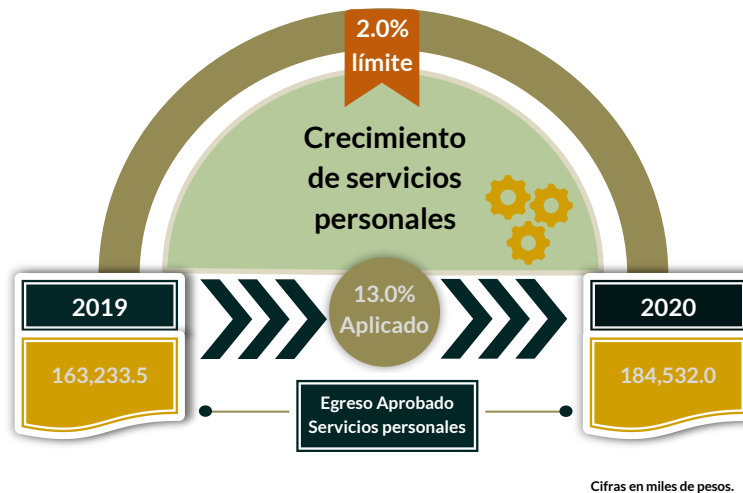 2.0%
límite
Crecimiento
de servicios
personales
2019
13.0%
Aplicado
2020
163,233.5
184,532.0
Egreso Aprobado
Servicios personales
Cifras en miles de pesos.